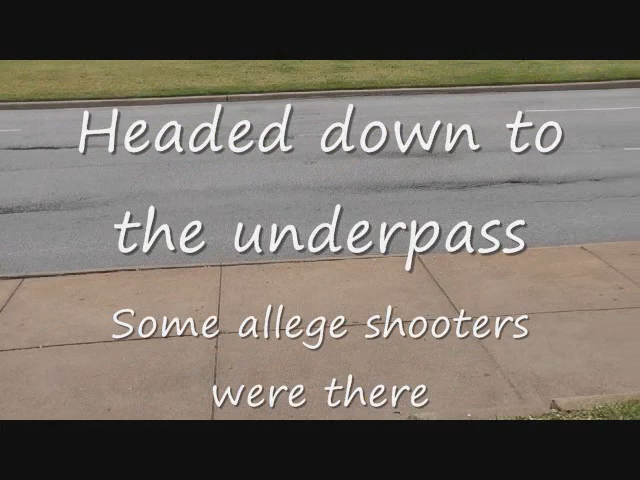 Headed down to
the underpass
Some allege shooters
were there